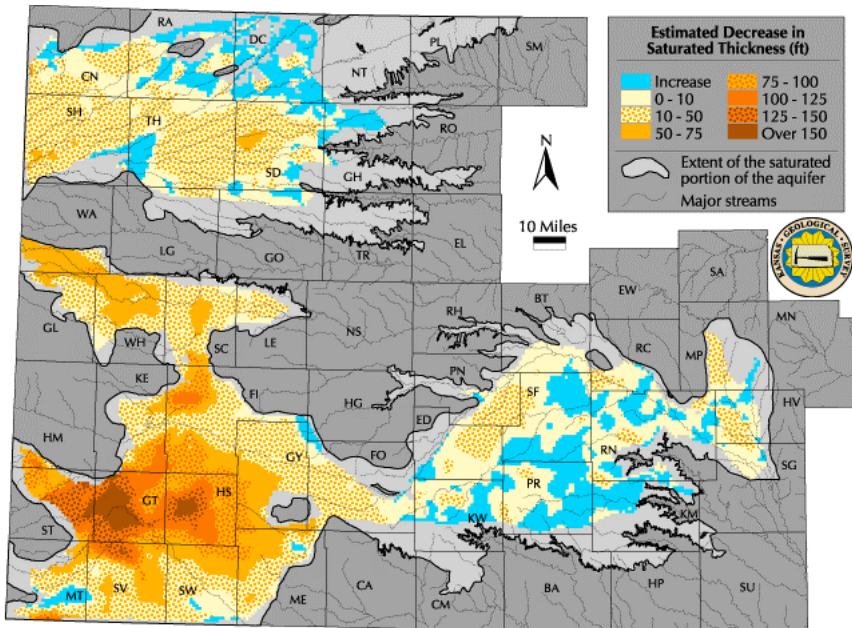 Estimated Decrease in
Saturated Thickness (ft)
Increase
0 - 10
10 - 50
50 - 75
75 - 100
100 - 125
125 - 150
Over 150
Extent of the saturated
portion of the aquifer
Major streams
KANSAS GEOLOGICAL SURVEY
N
10 Miles
RA
DC
NT
PL
SM
CN
SH
TH
SD
GH
RO
WA
LG
GO
TR
EL
GL
WH
SC
LE
NS
RH
BT
EW
SA
MN
RC
MP
KE
FI
HG
PN
ED
SF
HV
HM
GY
FO
RN
SG
GT
HS
PR
KW
KM
ST
MT
SV
SW
ME
CA
CM
BA
HP
SU